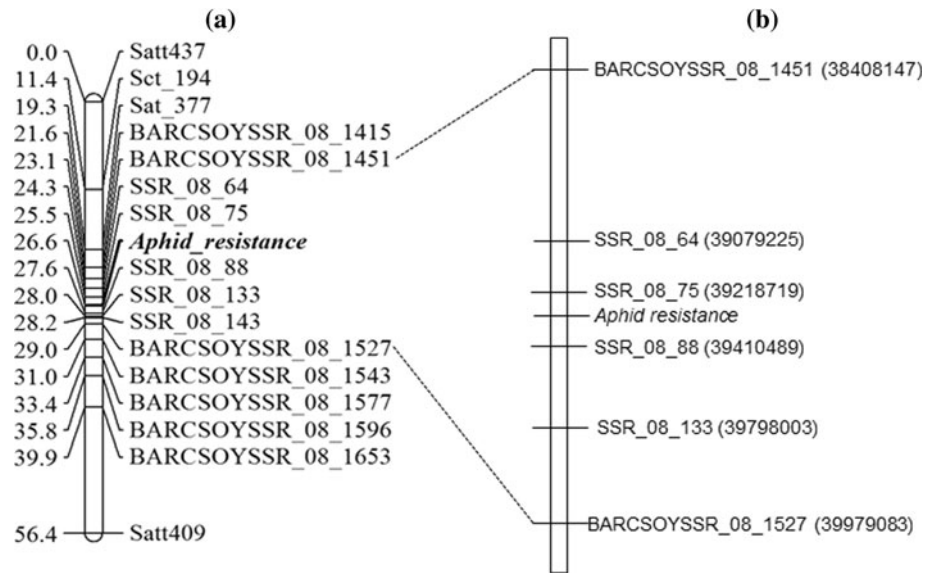 (a)
0.0 Satt437
11.4 Sct_194
19.3 Sat_377
21.6 BARCSOYSSR_08_1415
23.1 BARCSOYSSR_08_1451
24.3 SSR_08_64
25.5 SSR_08_75
26.6 Aphid_resistance
27.6 SSR_08_88
28.0 SSR_08_133
28.2 SSR_08_143
29.0 BARCSOYSSR_08_1527
31.0 BARCSOYSSR_08_1543
33.4 BARCSOYSSR_08_1577
35.8 BARCSOYSSR_08_1596
39.9 BARCSOYSSR_08_1653
56.4 Satt409
(b)
BARCSOYSSR_08_1451 (38408147)
SSR_08_64 (39079225)
SSR_08_75 (39218719)
Aphid resistance
SSR_08_88 (39410489)
SSR_08_133 (39798003)
BARCSOYSSR_08_1527 (39979083)